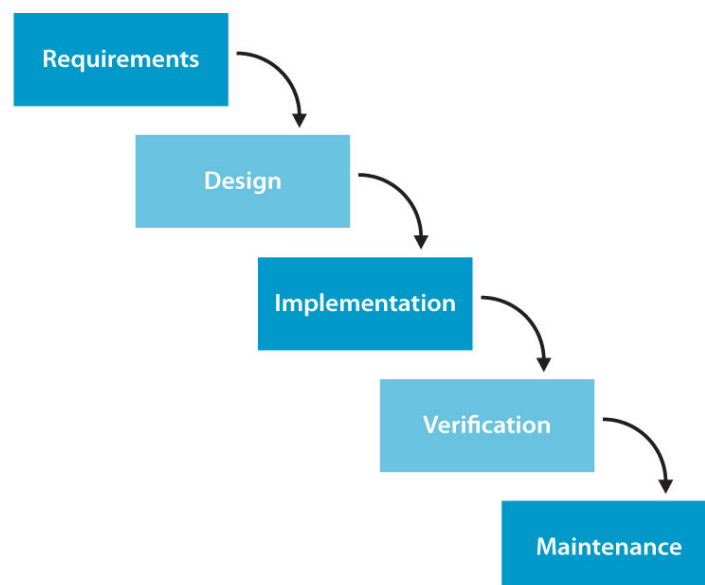 Requirements
Design
Implementation
Verification
Maintenance